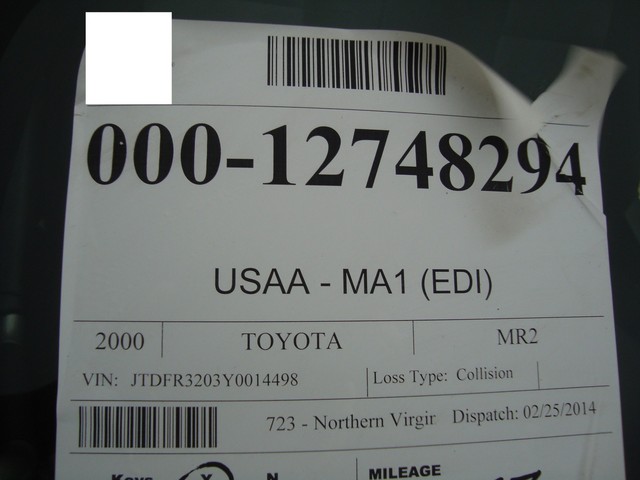 000-12748294
USAA - MA1 (EDI)
2000 TOYOTA MR2
VIN: JTDFR3203Y0014498 Loss Type: Collision
723 - Northern Virgir Dispatch: 02/25/2014
Keys Y N MILEAGE